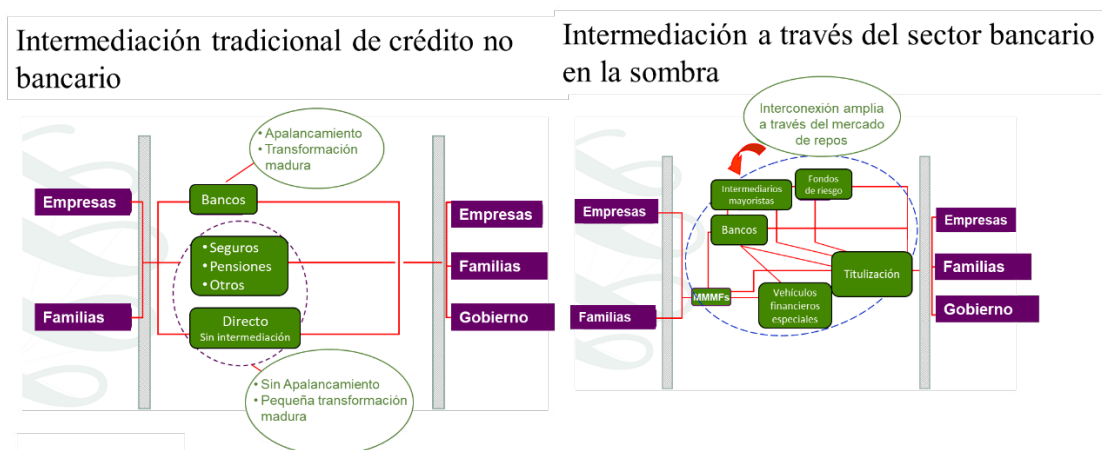 Intermediación tradicional de crédito no
bancario
• Apalancamiento
• Transformación
madura
Empresas
Familias
Bancos
• Seguros
• Pensiones
• Otros
Directo
Sin intermediación
Empresas
Familias
Gobierno
• Sin Apalancamiento
• Pequeña transformación
madura
Intermediación a través del sector bancario
en la sombra
Interconexión amplia
a través del mercado
de repos
Empresas
Familias
Intermediarios
mayoristas
Fondos
de riesgo
Bancos
MMMFs
Vehículos
financieros
especiales
Titulización
Empresas
Familias
Gobierno